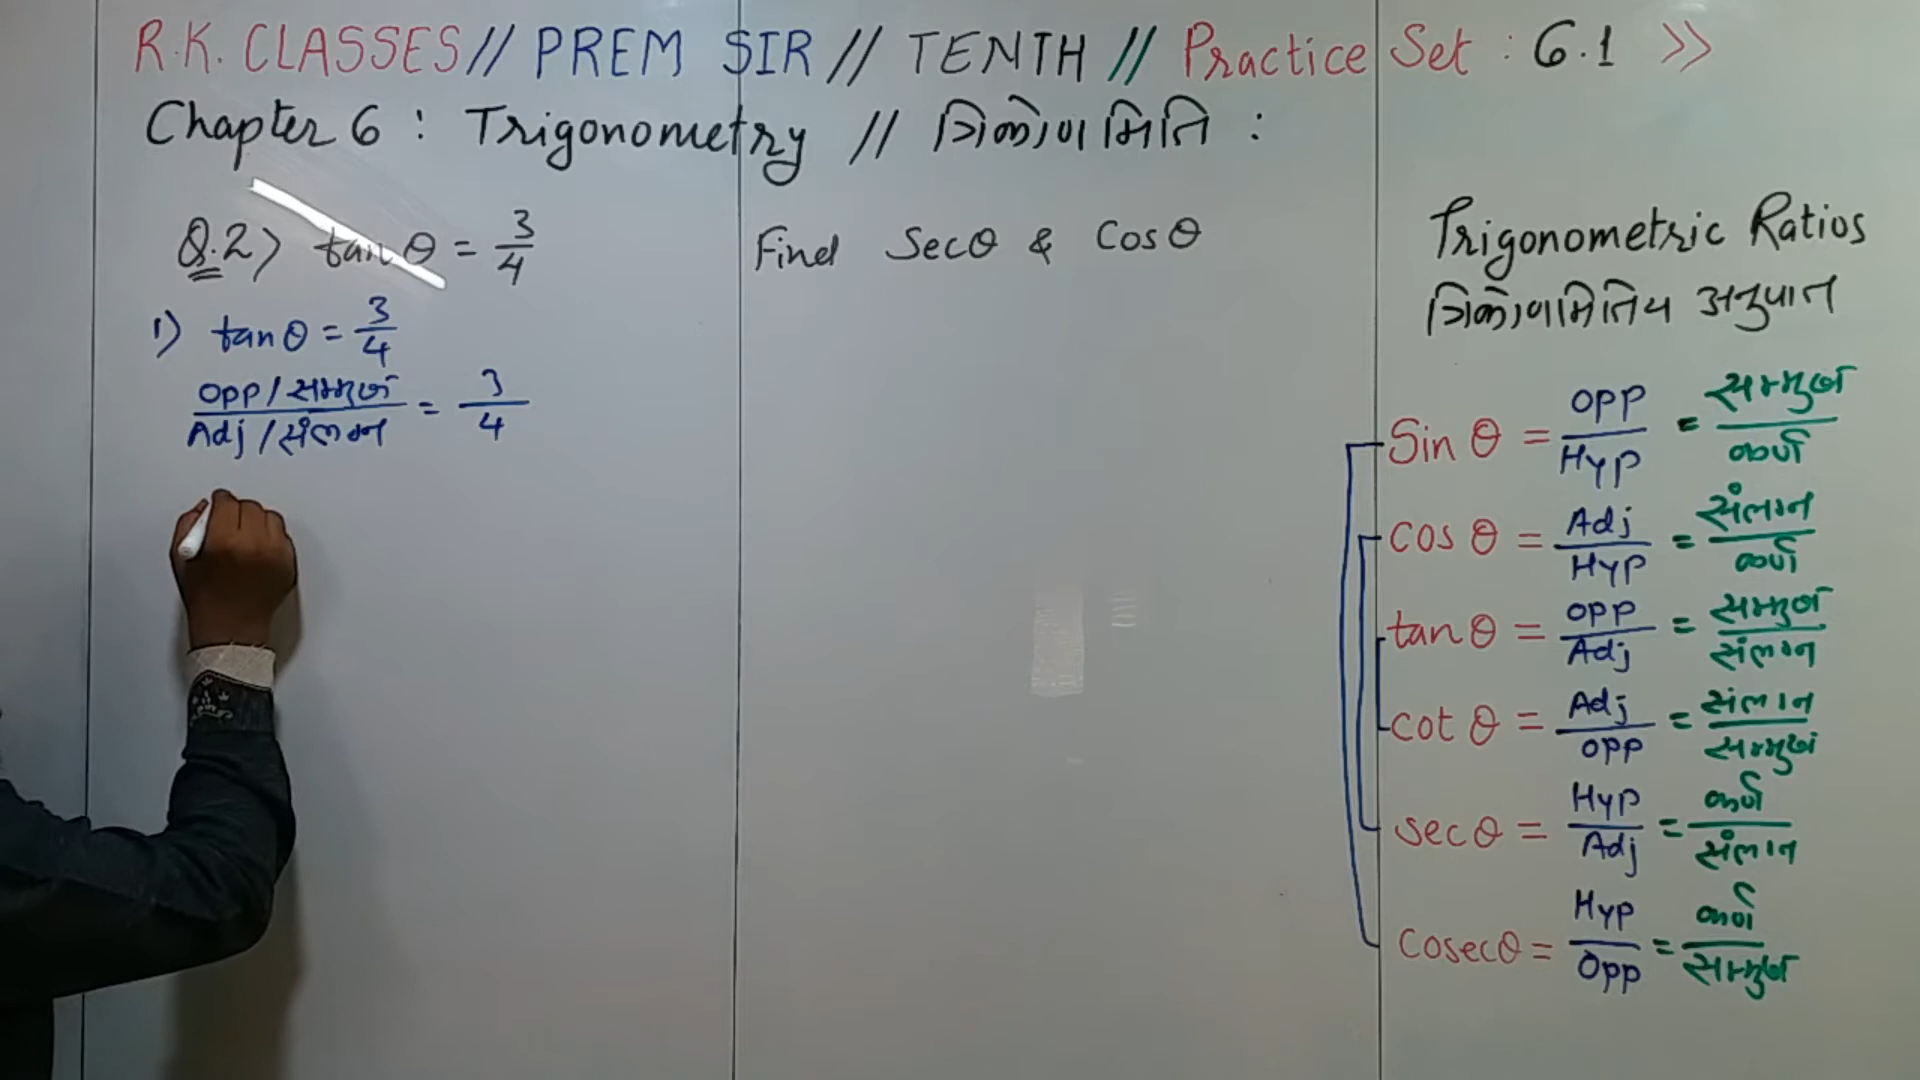 R.K. CLASSES // PREM SIR // TENTH // Practice Set : 6.1 >>
Chapter 6 : Trigonometry // त्रिकोणमिति :
Q.2> tan θ = 3/4 Find Secθ & Cosθ
1) tan θ = 3/4
Opp/सम्मुख / Adj/संलग्न = 3/4
Trigonometric Ratios
त्रिकोणमितिय अनुपात
Sin θ = Opp/Hyp = सम्मुख/कर्ण
cos θ = Adj/Hyp = संलग्न/कर्ण
tan θ = Opp/Adj = सम्मुख/संलग्न
cot θ = Adj/Opp = संलग्न/सम्मुख
sec θ = Hyp/Adj = कर्ण/संलग्न
Cosec θ = Hyp/Opp = कर्ण/सम्मुख